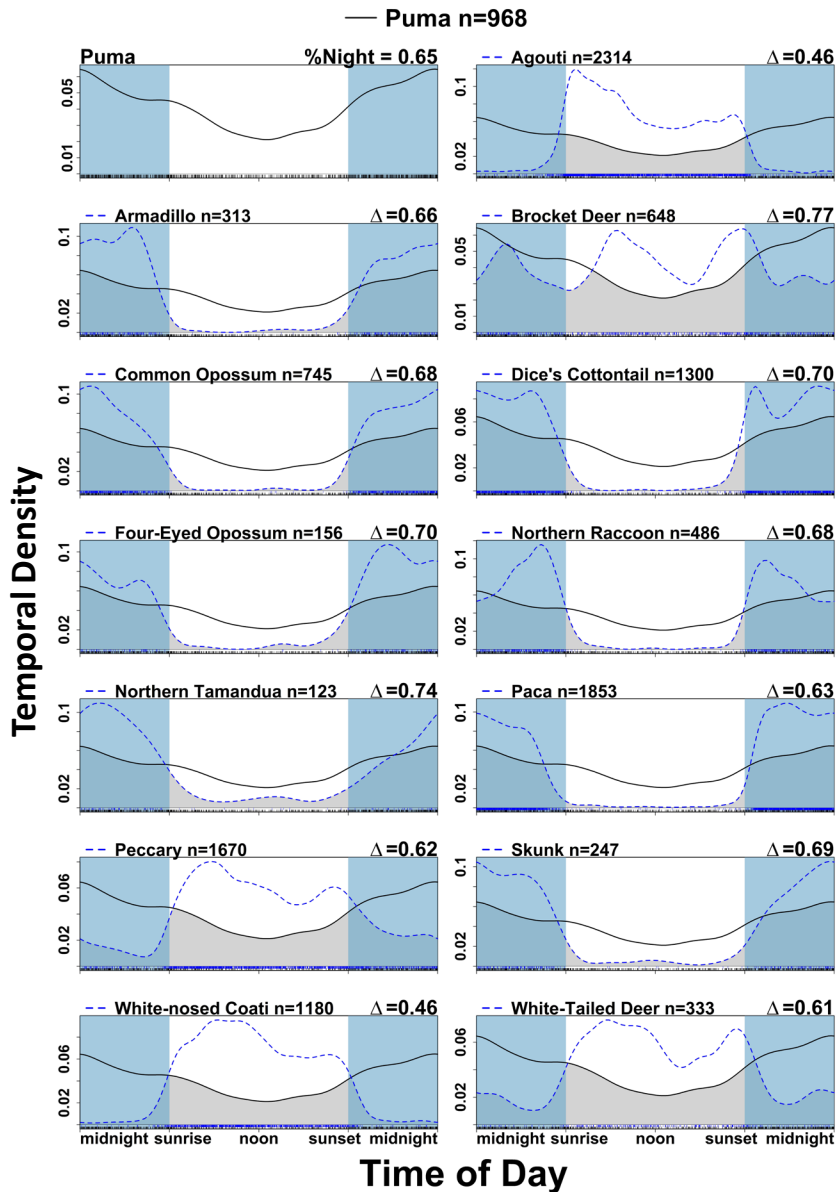 Puma n=968
Puma %Night = 0.65
0.05
0.01
Agouti n=2314 Δ=0.46
0.1
0.02
Armadillo n=313 Δ=0.66
0.1
0.02
Brocket Deer n=648 Δ=0.77
0.05
0.01
Common Opossum n=745 Δ=0.68
0.1
0.02
Dice's Cottontail n=1300 Δ=0.70
0.06
0.02
Four-Eyed Opossum n=156 Δ=0.70
0.1
0.02
Northern Raccoon n=486 Δ=0.68
0.1
0.02
Northern Tamandua n=123 Δ=0.74
0.1
0.02
Paca n=1853 Δ=0.63
0.1
0.02
Peccary n=1670 Δ=0.62
0.06
0.02
Skunk n=247 Δ=0.69
0.1
0.02
White-nosed Coati n=1180 Δ=0.46
0.06
0.02
White-Tailed Deer n=333 Δ=0.61
0.06
0.02
midnight sunrise noon sunset midnight
midnight sunrise noon sunset midnight
Temporal Density
Time of Day